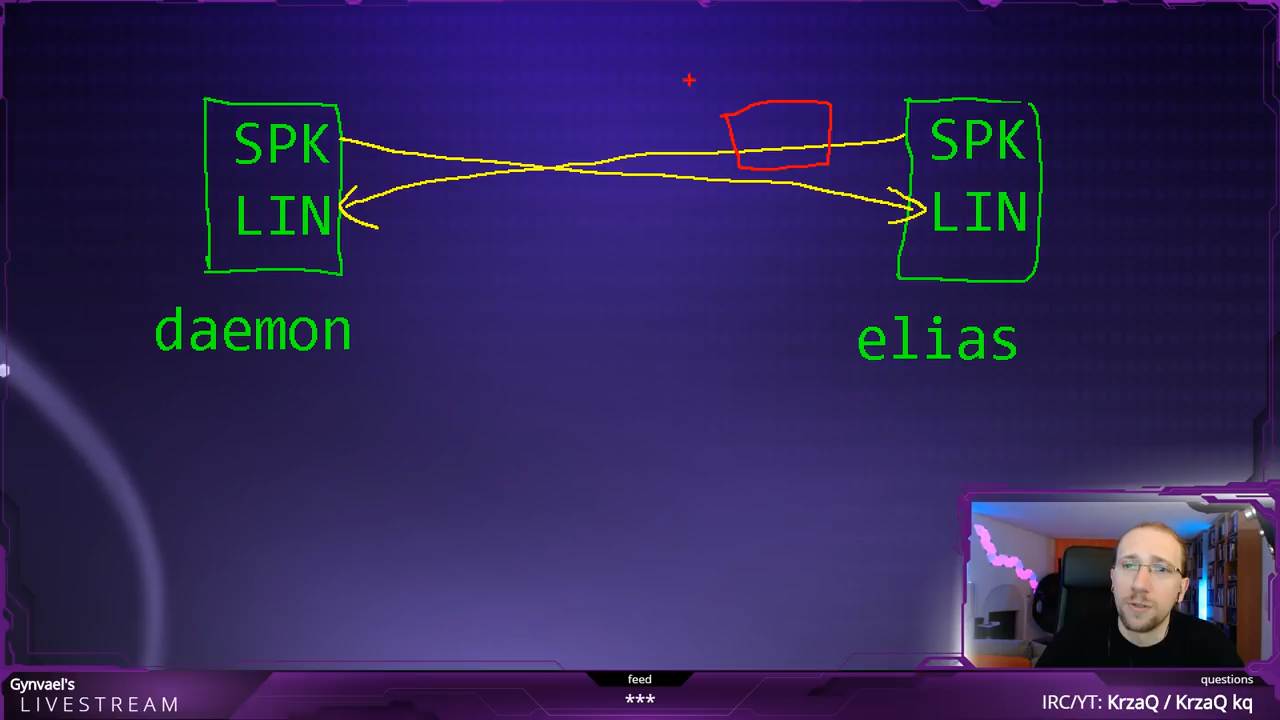 SPK
LIN
daemon
SPK
LIN
elias
Gynvael's
LIVESTREAM
feed
***
questions
IRC/YT: KrzaQ / KrzaQ kq